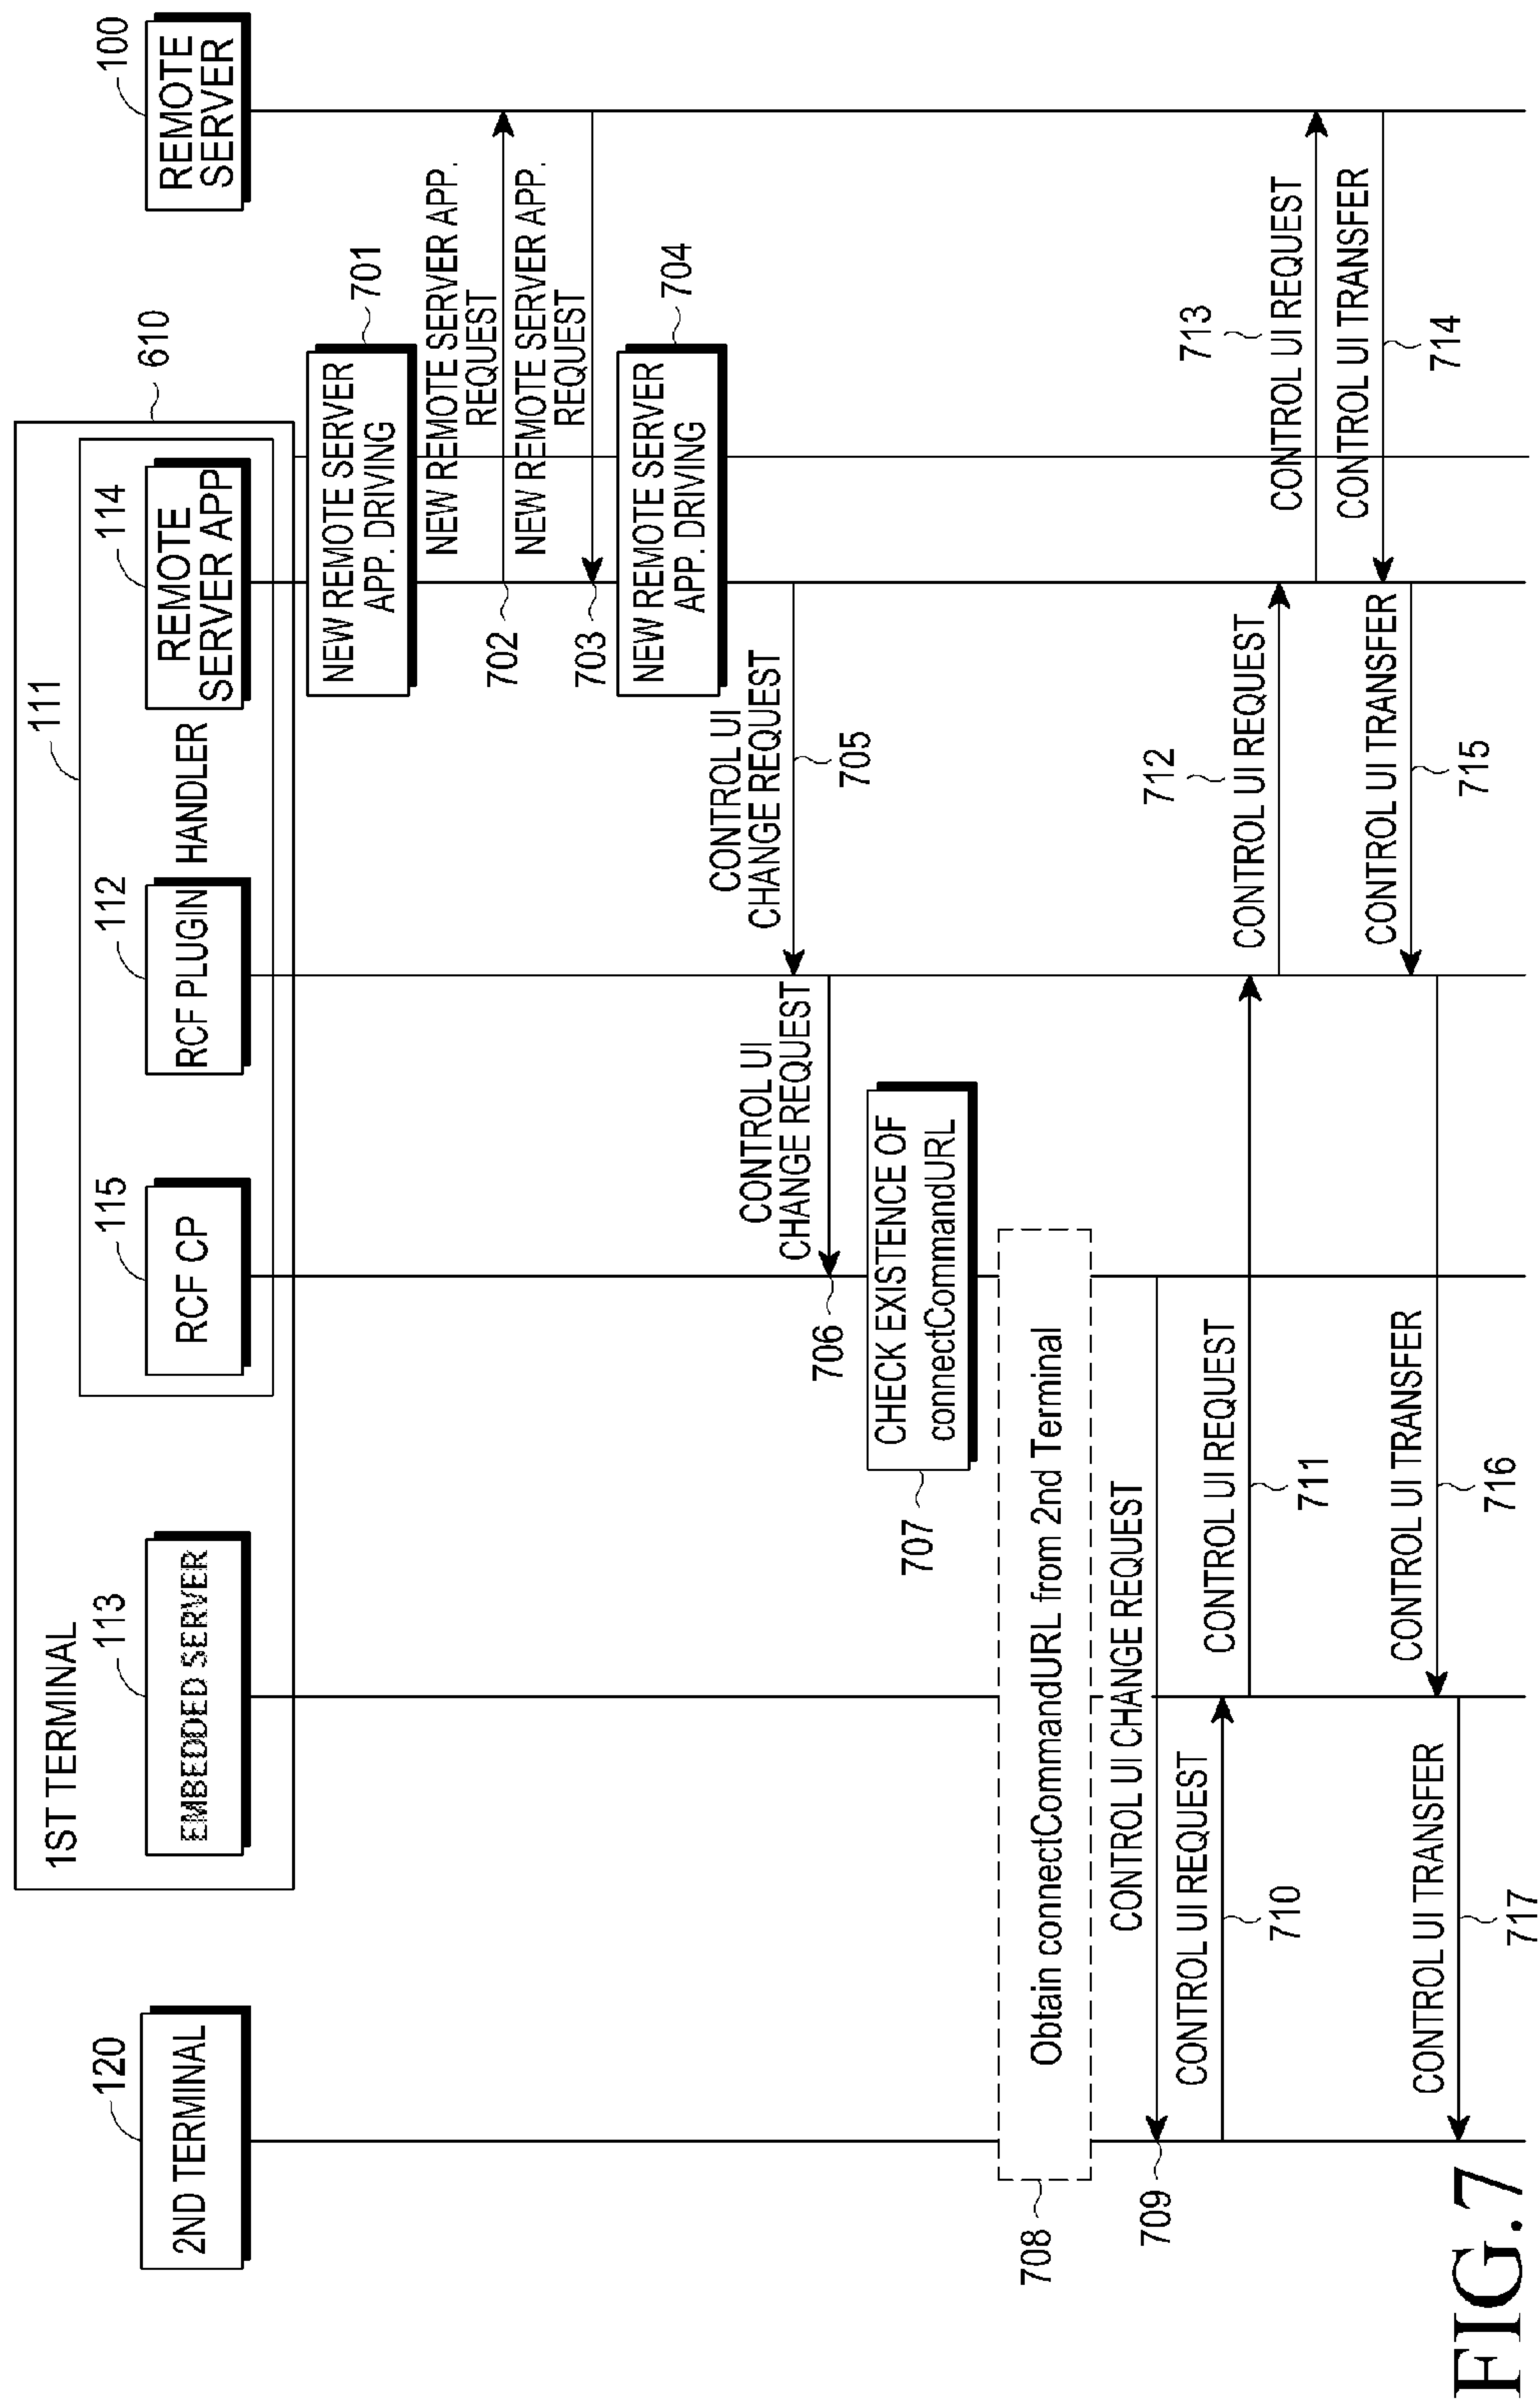 1ST TERMINAL
610
111
120
2ND TERMINAL
113
EMBEDDED SERVER
115
RCF CP
112
RCF PLUGIN
HANDLER
114
REMOTE
SERVER APP
100
REMOTE
SERVER
NEW REMOTE SERVER
APP. DRIVING
701
NEW REMOTE SERVER APP.
REQUEST
702
NEW REMOTE SERVER APP.
REQUEST
703
NEW REMOTE SERVER
APP. DRIVING
704
CONTROL UI
CHANGE REQUEST
705
CONTROL UI
CHANGE REQUEST
706
CHECK EXISTENCE OF
connectCommandURL
707
Obtain connectCommandURL from 2nd Terminal
708
CONTROL UI CHANGE REQUEST
709
CONTROL UI REQUEST
710
CONTROL UI REQUEST
711
CONTROL UI REQUEST
712
CONTROL UI REQUEST
713
CONTROL UI TRANSFER
714
CONTROL UI TRANSFER
715
CONTROL UI TRANSFER
716
CONTROL UI TRANSFER
717
FIG.7